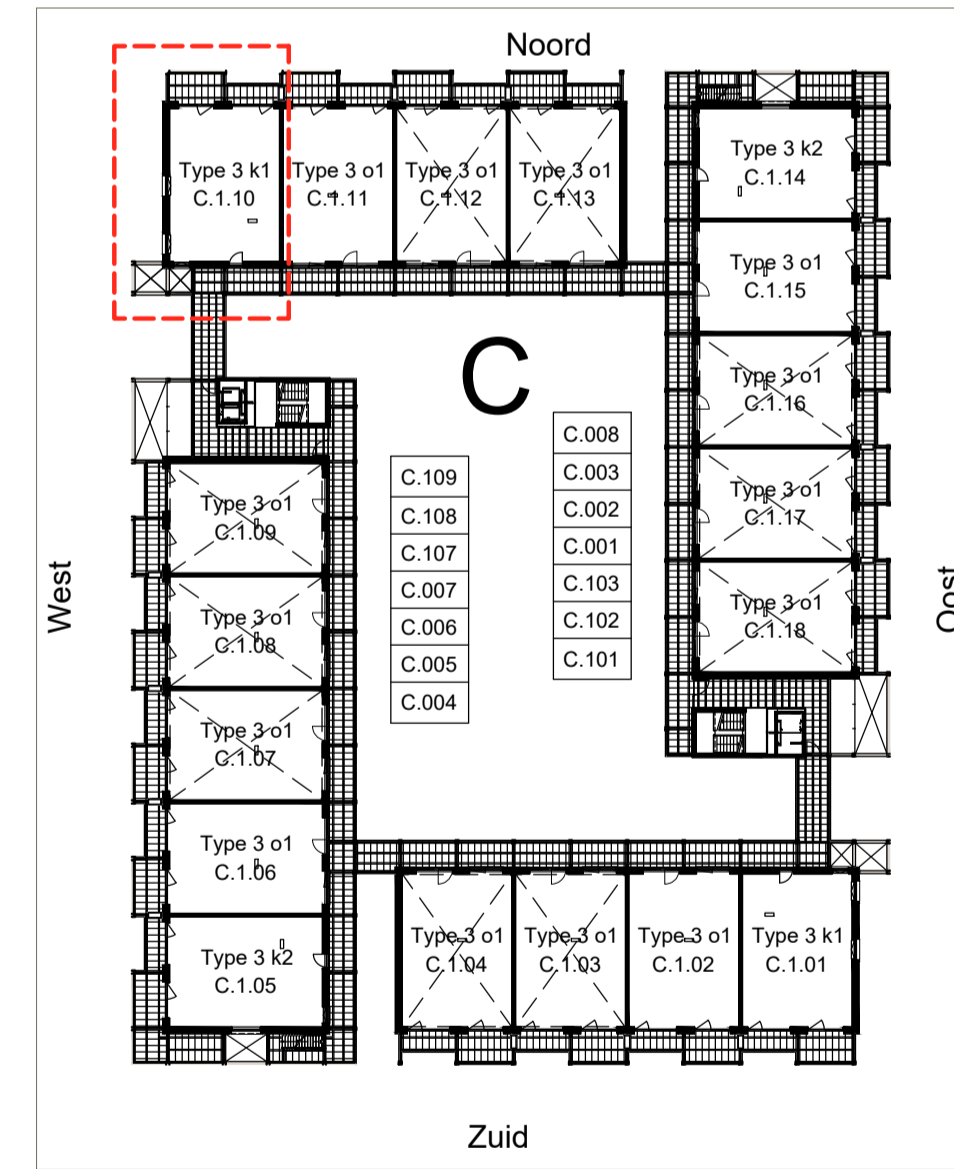 Noord
Type 3 k1
C.1.10
Type 3 o1
C.1.11
Type 3 o1
C.1.12
Type 3 o1
C.1.13
Type 3 k2
C.1.14
Type 3 o1
C.1.15
Type 3 o1
C.1.16
Type 3 o1
C.1.17
Type 3 o1
C.1.18
C
C.109
C.108
C.107
C.007
C.006
C.005
C.004
C.008
C.003
C.002
C.001
C.103
C.102
C.101
West
Oost
Type 3 o1
C.1.09
Type 3 o1
C.1.08
Type 3 o1
C.1.07
Type 3 o1
C.1.06
Type 3 k2
C.1.05
Type 3 o1
C.1.04
Type 3 o1
C.1.03
Type 3 o1
C.1.02
Type 3 k1
C.1.01
Zuid